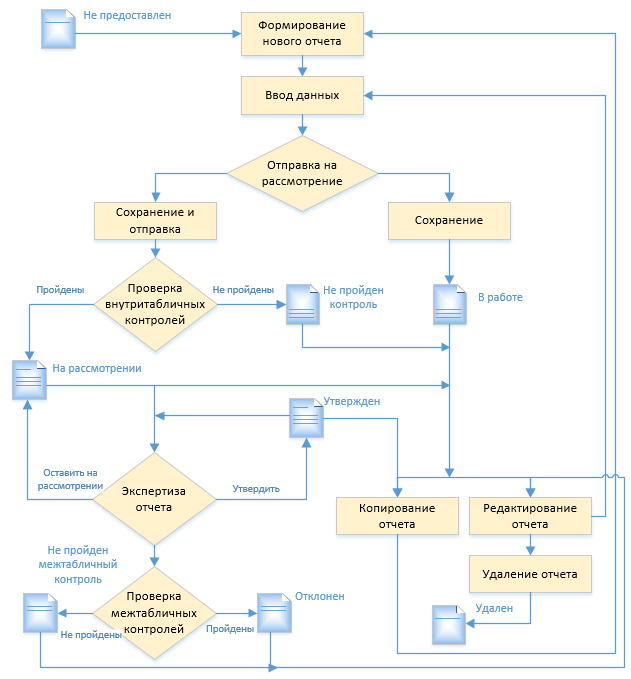 Не предоставлен
Формирование
нового отчета
Ввод данных
Отправка на
рассмотрение
Сохранение и
отправка
Сохранение
Пройдены
Проверка
внутритабличных
контролей
Не пройдены
Не пройден
контроль
В работе
На рассмотрении
Утвержден
Оставить на
рассмотрении
Экспертиза
отчета
Утвердить
Копирование
отчета
Редактирование
отчета
Не пройден
межтабличный
контроль
Удаление отчета
Проверка
межтабличных
контролей
Отклонен
Удален
Не пройдены
Пройдены